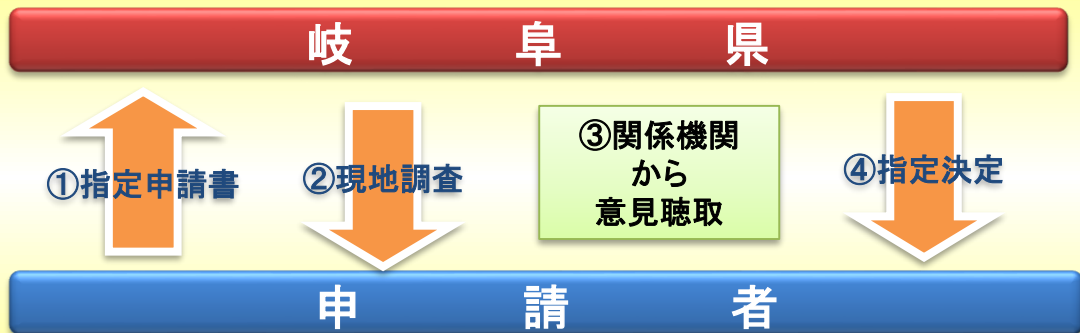 岐阜県
①指定申請書
②現地調査
③関係機関
から
意見聴取
④指定決定
申請者